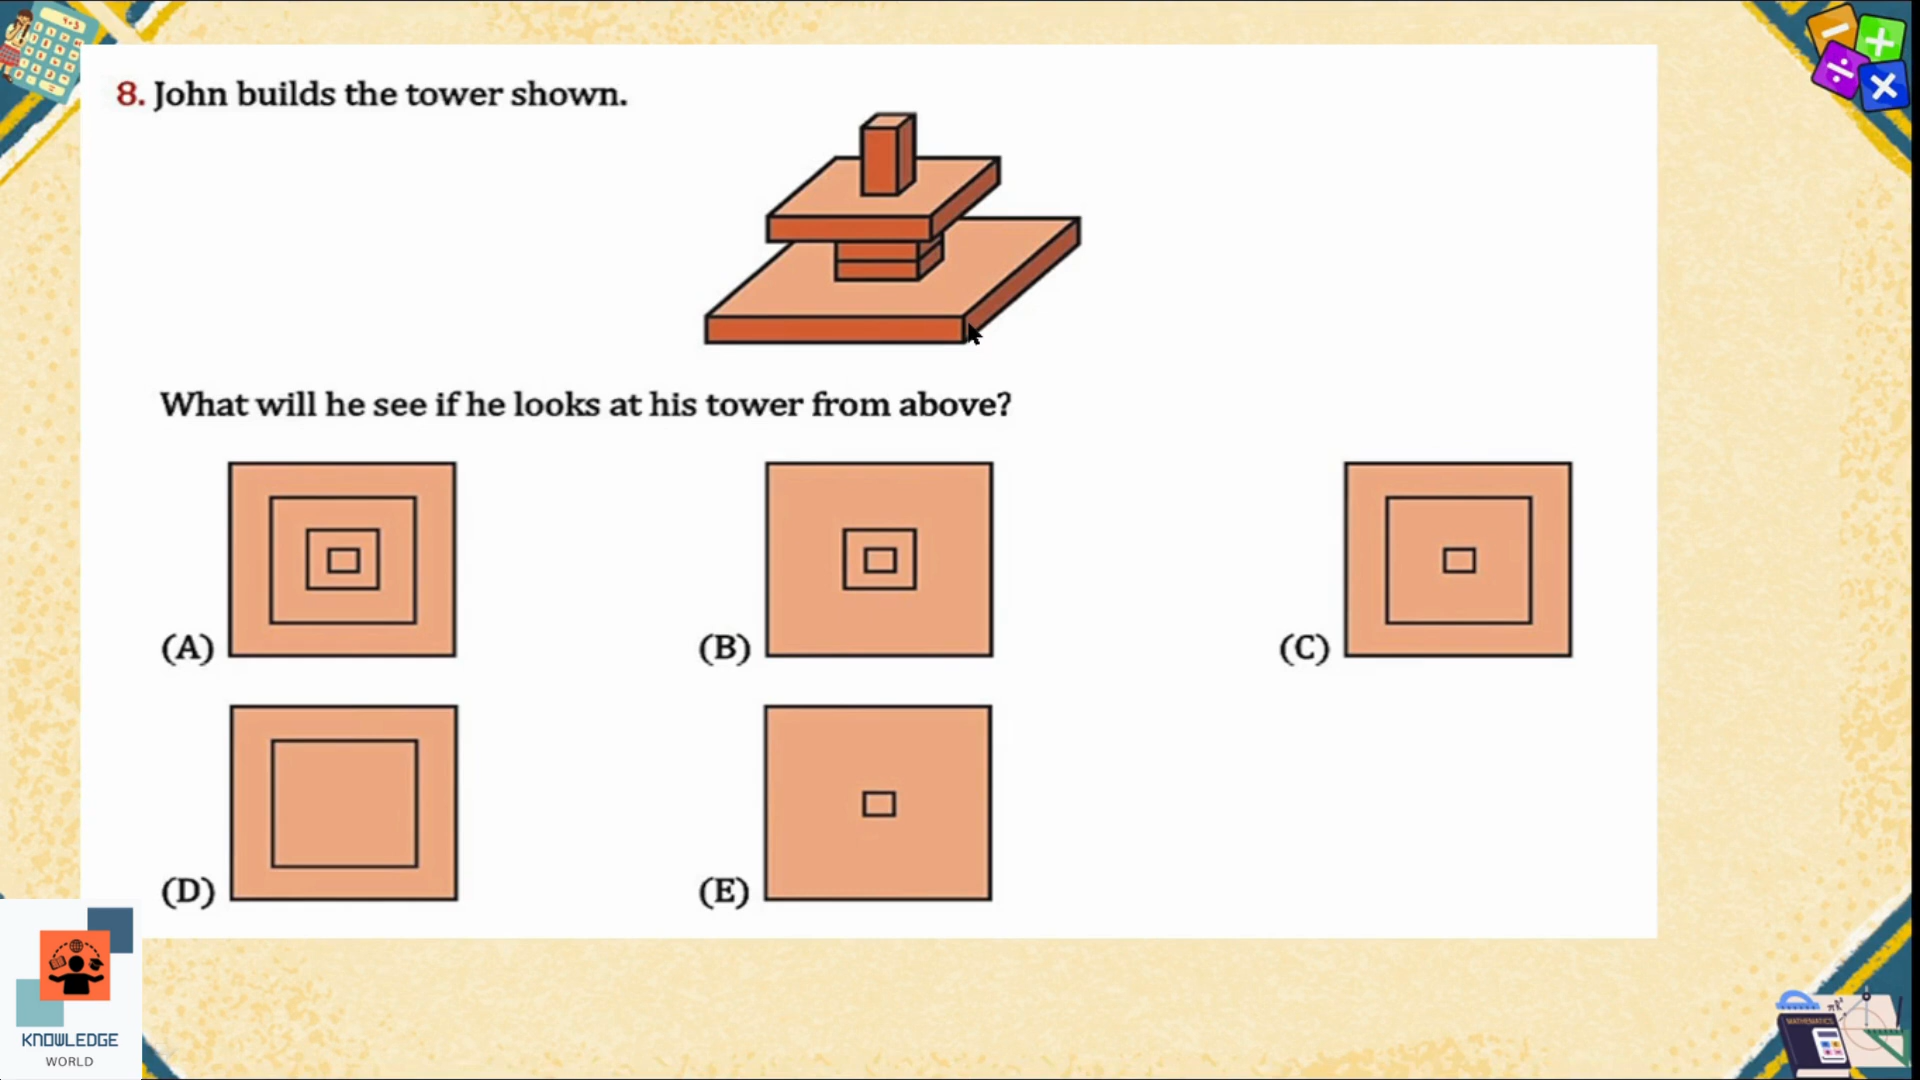 8. John builds the tower shown.
What will he see if he looks at his tower from above?
(A)
(B)
(C)
(D)
(E)
KNOWLEDGE
WORLD
MATHEMATICS